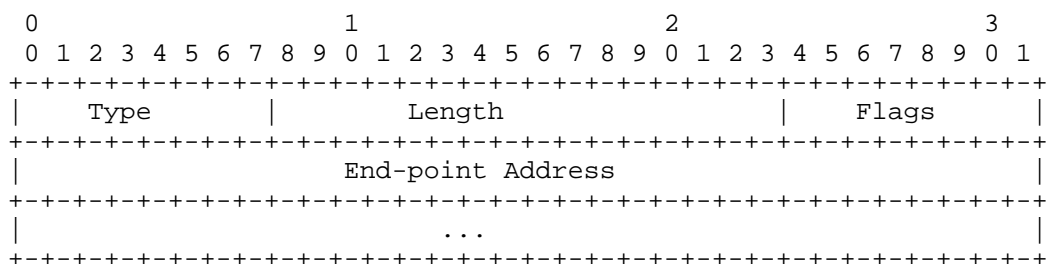 0                   1                   2                   3
 0 1 2 3 4 5 6 7 8 9 0 1 2 3 4 5 6 7 8 9 0 1 2 3 4 5 6 7 8 9 0 1
+-+-+-+-+-+-+-+-+-+-+-+-+-+-+-+-+-+-+-+-+-+-+-+-+-+-+-+-+-+-+-+-+
|    Type       |        Length                 |    Flags      |
+-+-+-+-+-+-+-+-+-+-+-+-+-+-+-+-+-+-+-+-+-+-+-+-+-+-+-+-+-+-+-+-+
|                    End-point Address                          |
+-+-+-+-+-+-+-+-+-+-+-+-+-+-+-+-+-+-+-+-+-+-+-+-+-+-+-+-+-+-+-+-+
|                          ...                                  |
+-+-+-+-+-+-+-+-+-+-+-+-+-+-+-+-+-+-+-+-+-+-+-+-+-+-+-+-+-+-+-+-+